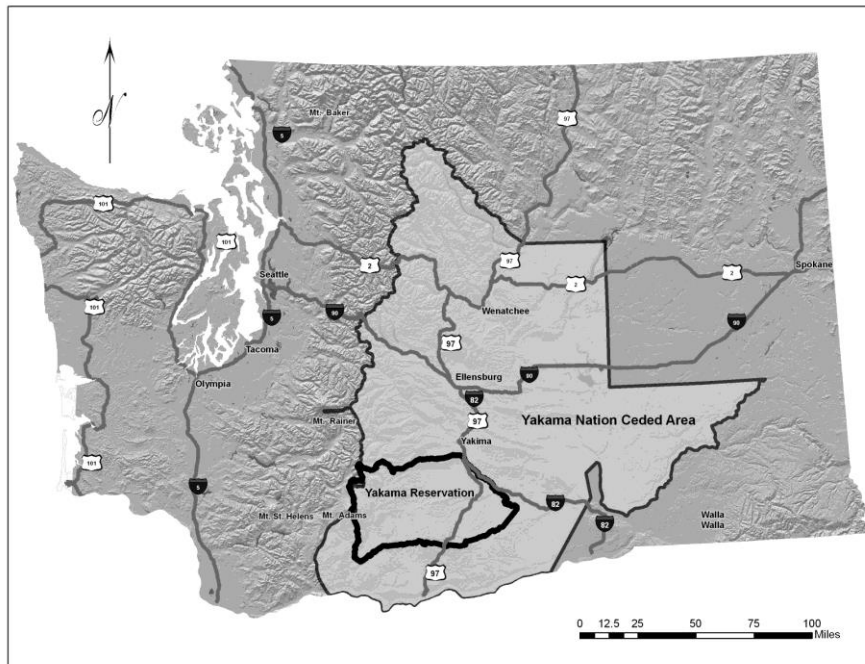 N
Mt. Baker
5
97
101
101
2
97
Spokane
Seattle
2
101
90
Wenatchee
5
90
97
Tacoma
Ellensburg
90
Olympia
82
Mt. Rainer
97
Yakama Nation Ceded Area
Yakima
101
5
Yakama Reservation
82
Mt. St. Helens
Mt. Adams
Walla
Walla
82
97
0 12.5 25 50 75 100
Miles